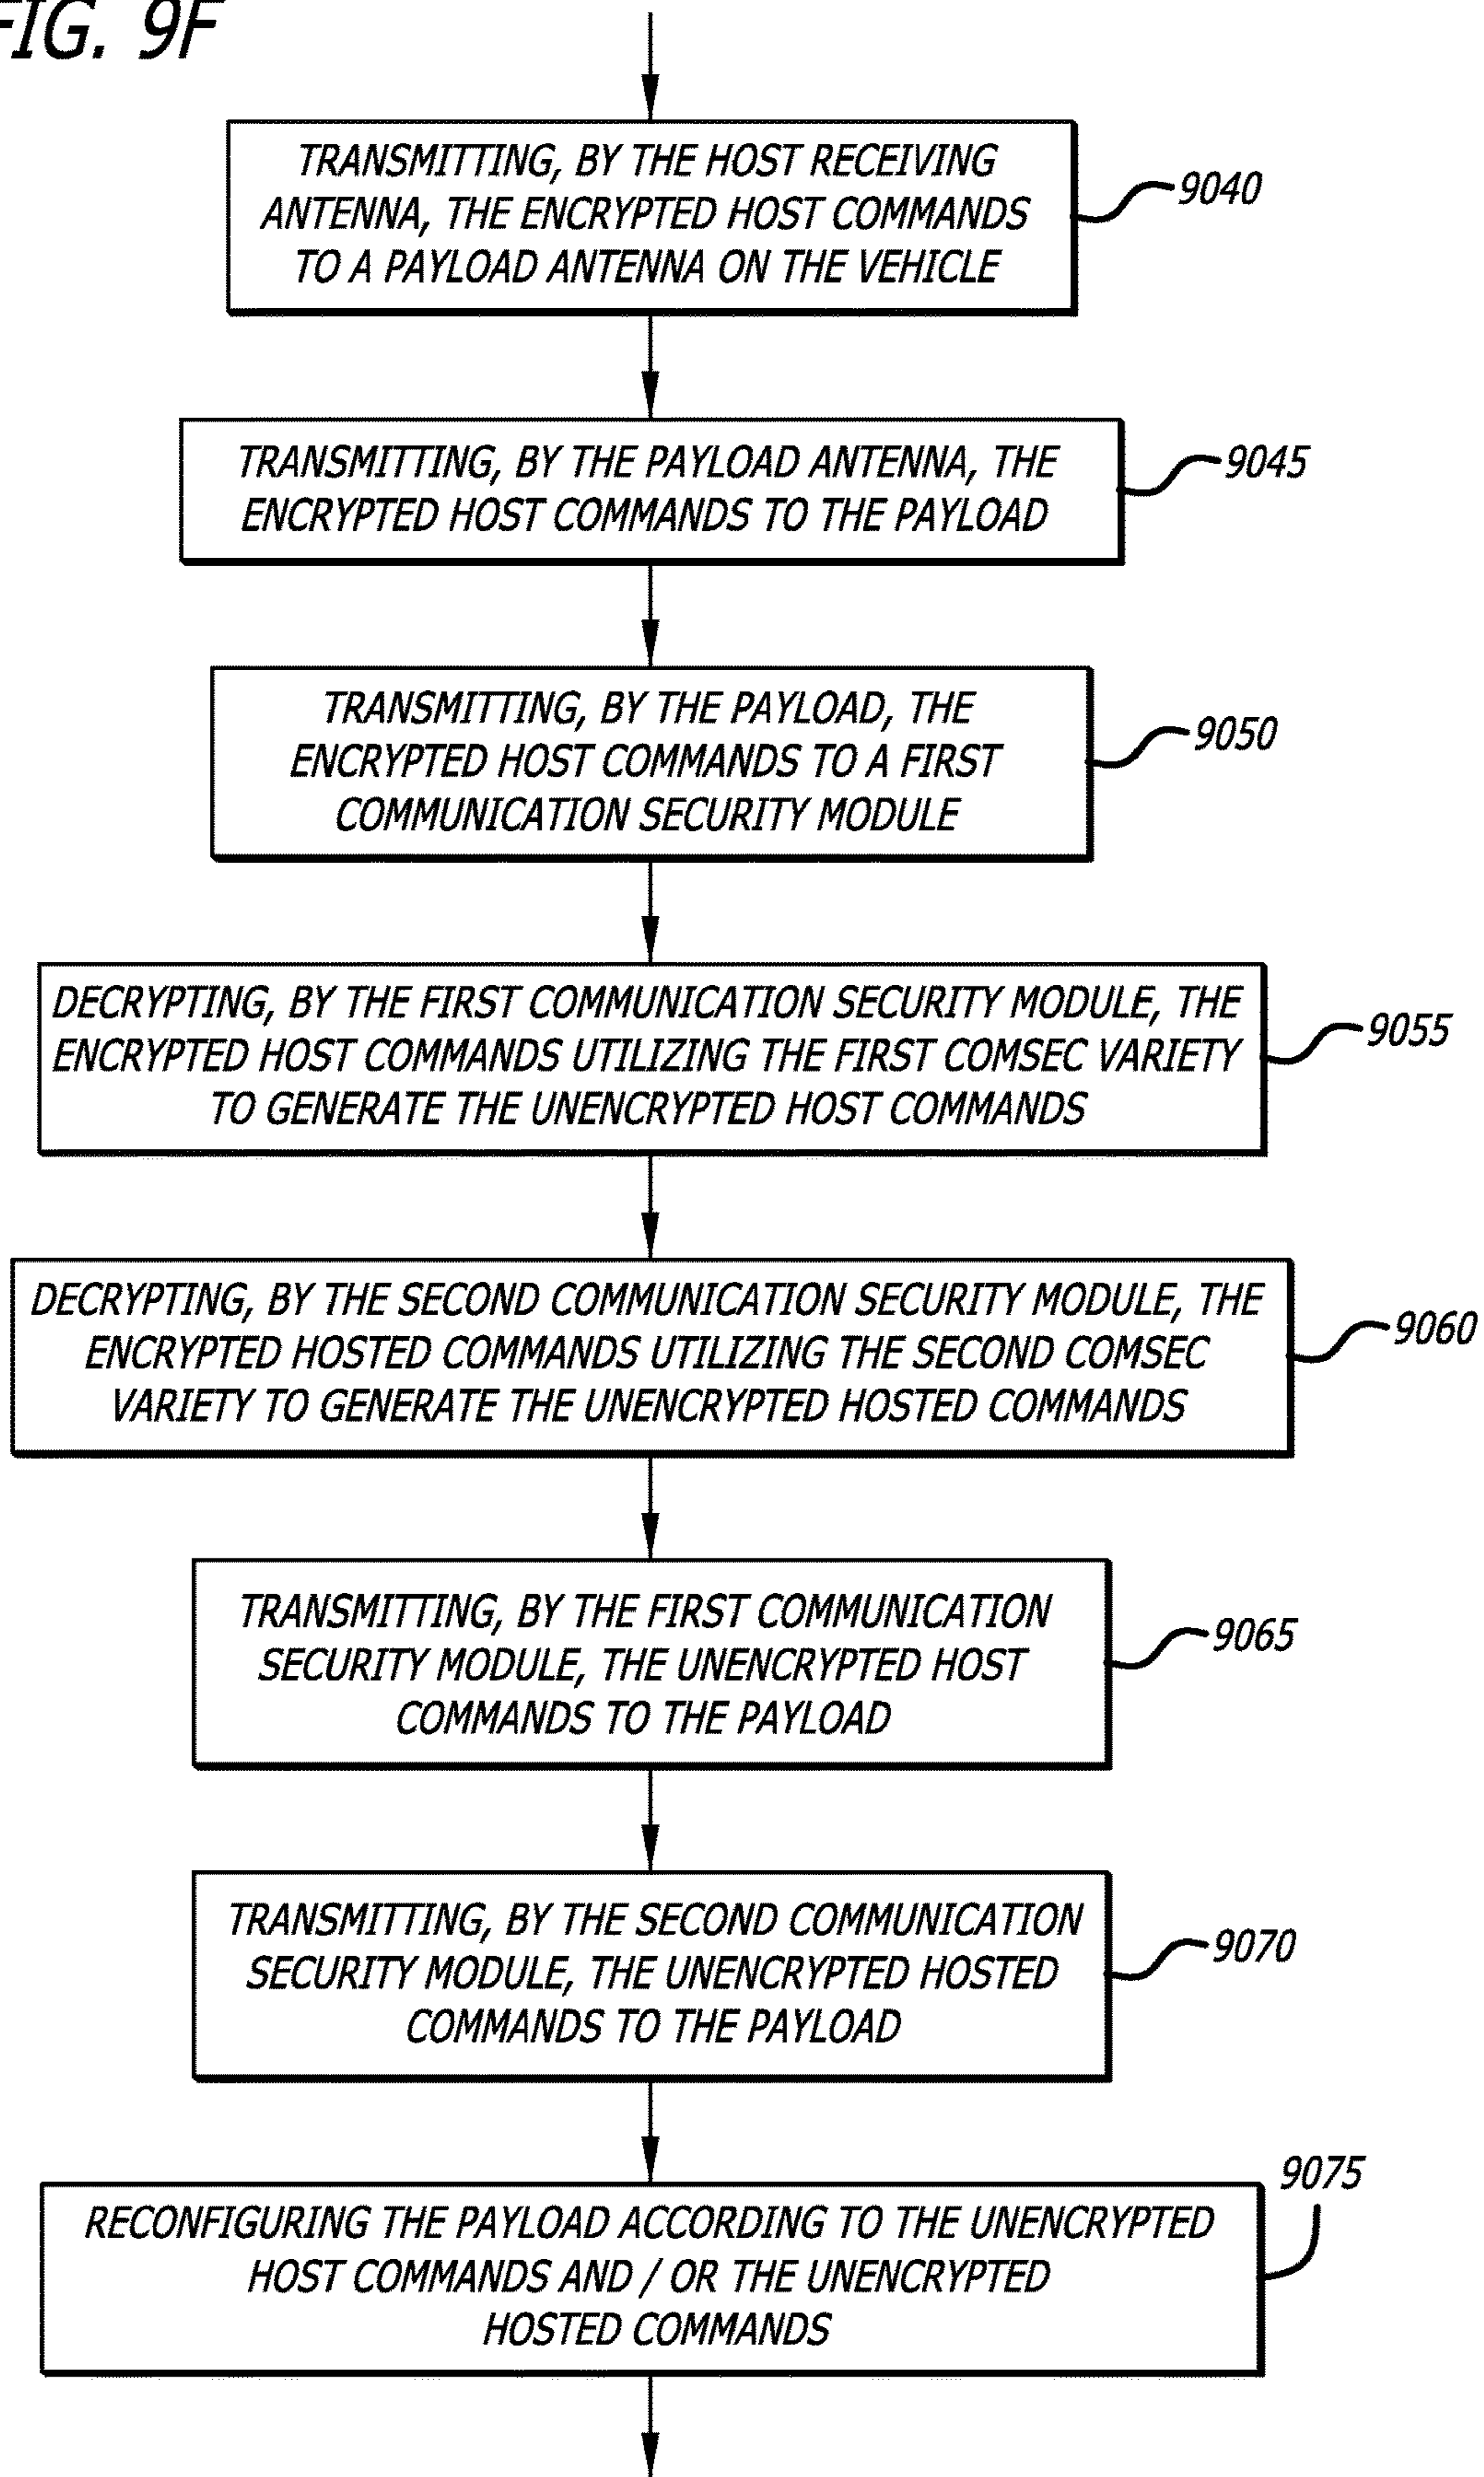 FIG. 9F
TRANSMITTING, BY THE HOST RECEIVING
ANTENNA, THE ENCRYPTED HOST COMMANDS
TO A PAYLOAD ANTENNA ON THE VEHICLE
9040
TRANSMITTING, BY THE PAYLOAD ANTENNA, THE
ENCRYPTED HOST COMMANDS TO THE PAYLOAD
9045
TRANSMITTING, BY THE PAYLOAD, THE
ENCRYPTED HOST COMMANDS TO A FIRST
COMMUNICATION SECURITY MODULE
9050
DECRYPTING, BY THE FIRST COMMUNICATION SECURITY MODULE, THE
ENCRYPTED HOST COMMANDS UTILIZING THE FIRST COMSEC VARIETY
TO GENERATE THE UNENCRYPTED HOST COMMANDS
9055
DECRYPTING, BY THE SECOND COMMUNICATION SECURITY MODULE, THE
ENCRYPTED HOSTED COMMANDS UTILIZING THE SECOND COMSEC
VARIETY TO GENERATE THE UNENCRYPTED HOSTED COMMANDS
9060
TRANSMITTING, BY THE FIRST COMMUNICATION
SECURITY MODULE, THE UNENCRYPTED HOST
COMMANDS TO THE PAYLOAD
9065
TRANSMITTING, BY THE SECOND COMMUNICATION
SECURITY MODULE, THE UNENCRYPTED HOSTED
COMMANDS TO THE PAYLOAD
9070
RECONFIGURING THE PAYLOAD ACCORDING TO THE UNENCRYPTED
HOST COMMANDS AND / OR THE UNENCRYPTED
HOSTED COMMANDS
9075